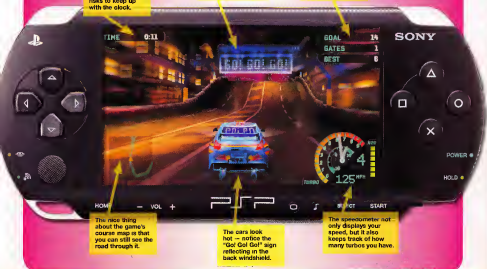 risks to keep up
with the clock.
TIME 0:11
GO! GO! GO!
GOAL 14
GATES 1
BEST 6
SONY
4
TURBO
125 MPH
POWER
HOLD
HOME
VOL
PSP
SELECT
START
The nice thing
about the game's
course map is that
you can still see the
road through it.
The cars look
hot — notice the
"Go! Go! Go!" sign
reflecting in the
back windshield.
The speedometer not
only displays your
speed, but it also
keeps track of how
many turbos you have.